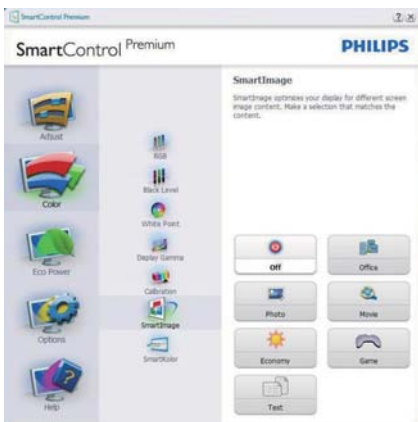 SmartControl Premium
SmartControl Premium
PHILIPS
Adjust
Color
Eco Power
Options
Help
RGB
Black Level
White Point
Display Gamma
Calibration
SmartImage
SmartKolor
SmartImage
SmartImage optimizes your display for different screen
image content. Make a selection that matches the
content.
Off
Office
Photo
Movie
Economy
Game
Text